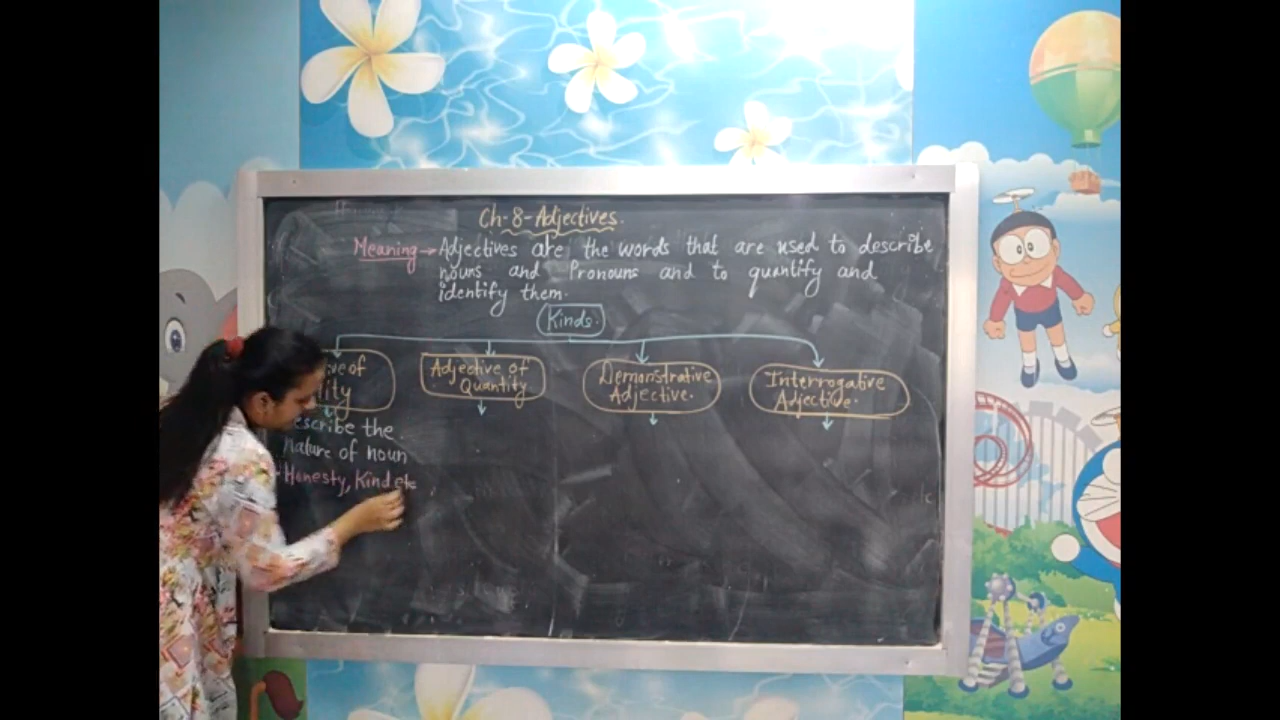 Ch-8-Adjectives.
Meaning → Adjectives are the words that are used to describe
nouns and Pronouns and to quantify and
identify them.
Kinds.
of
Adjective of
Quantity
Demonstrative
Adjective.
Interrogative
Adjective.
the
Nature of noun
Honesty, Kind etc